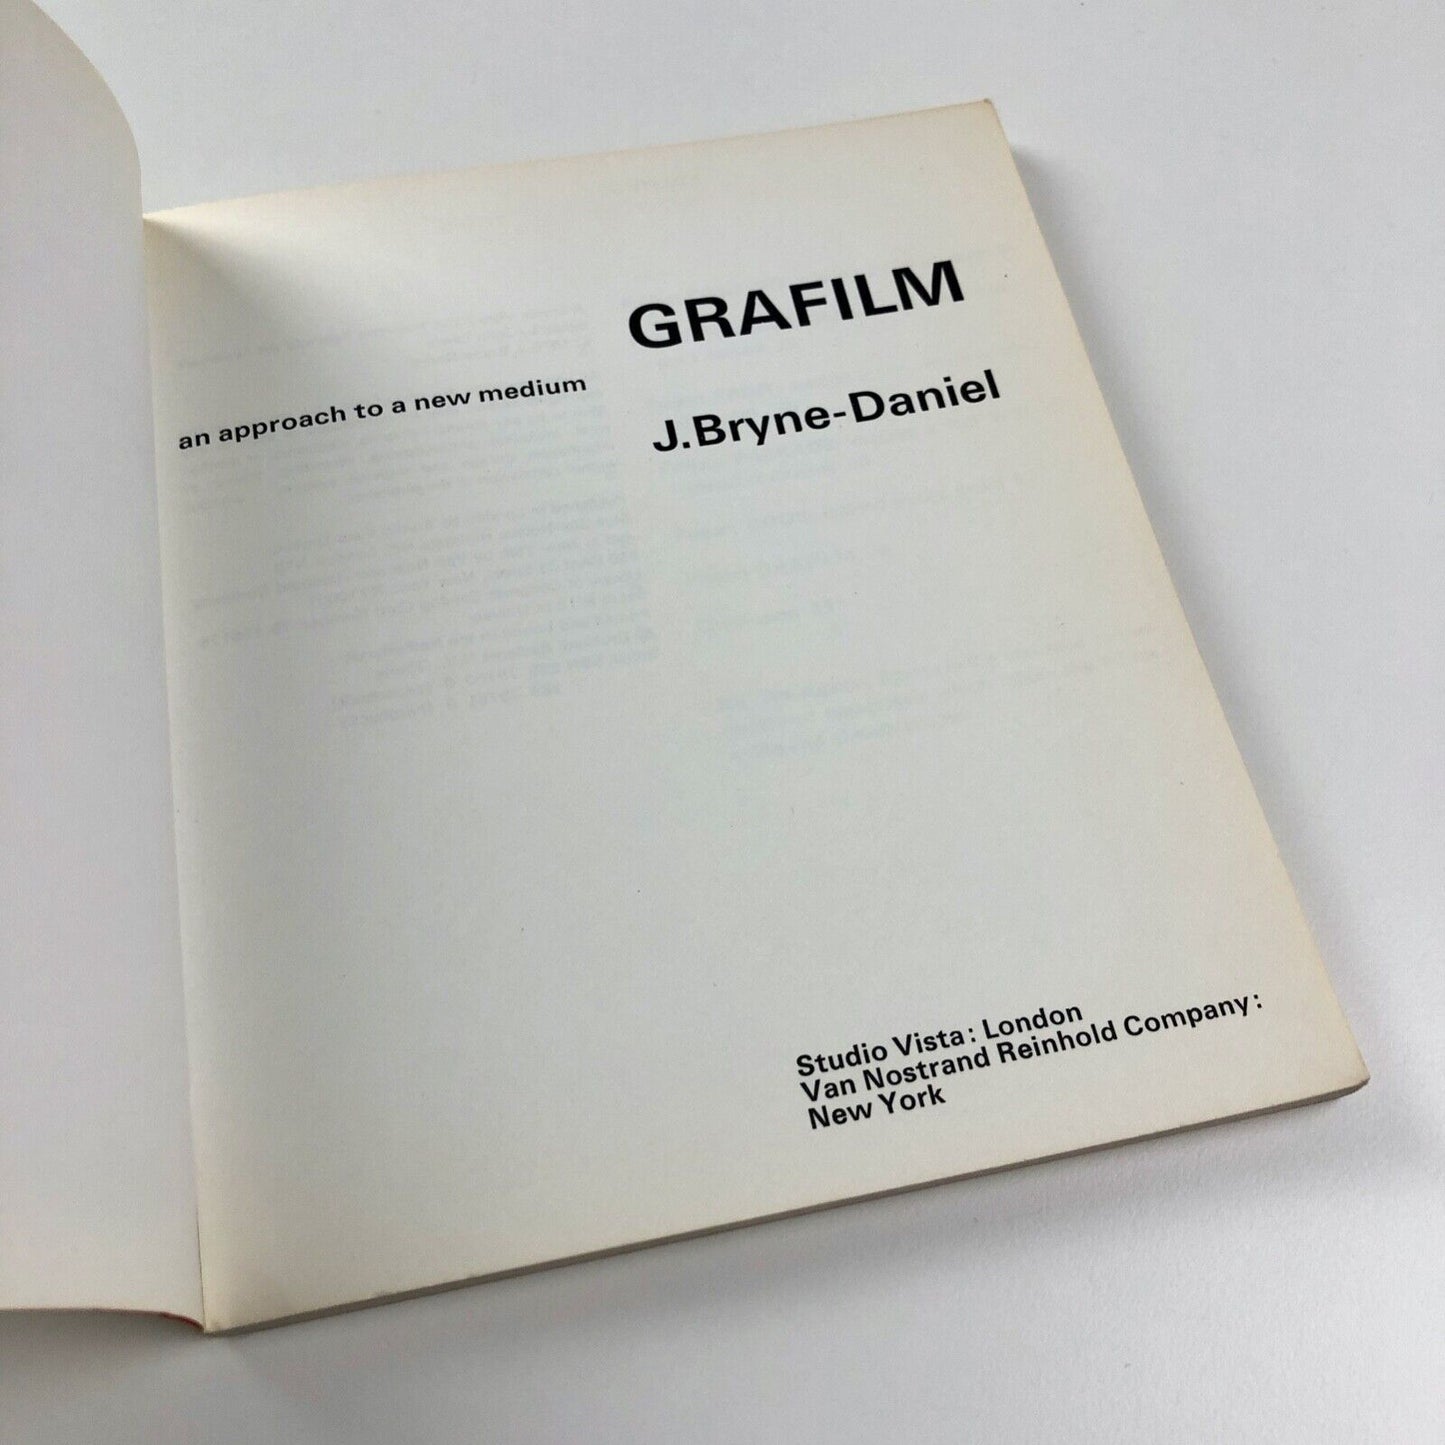 GRAFILM
an approach to a new medium
J.Bryne-Daniel
Studio Vista: London
Van Nostrand Reinhold Company:
New York